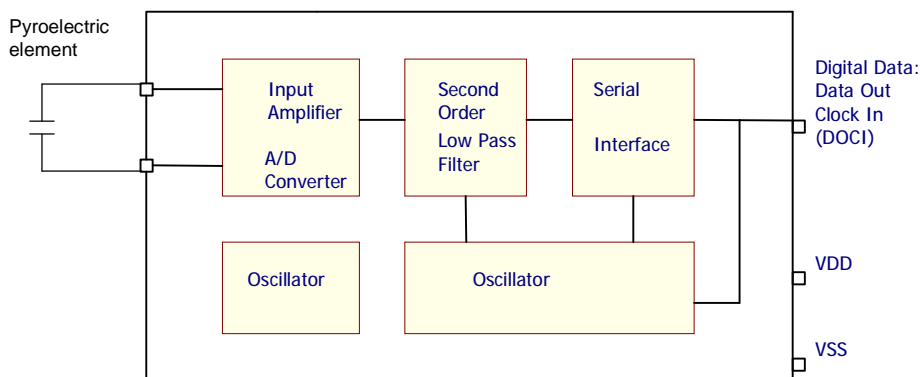 Pyroelectric
element
Input
Amplifier
A/D
Converter
Second
Order
Low Pass
Filter
Serial
Interface
Digital Data:
Data Out
Clock In
(DOCI)
Oscillator
Oscillator
VDD
VSS